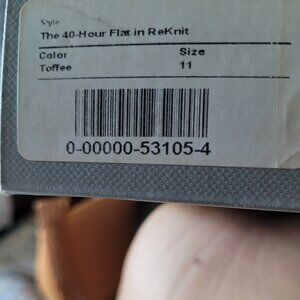 Style
The 40-Hour Flat in ReKnit
Color Size
Toffee 11
0-00000-53105-4